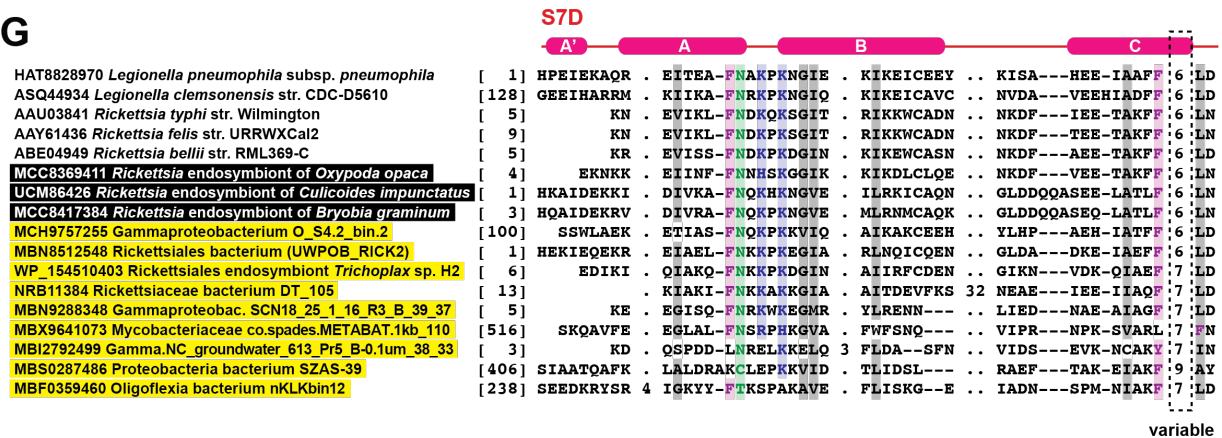 G
S7D
A' A B C
HAT8828970 Legionella pneumophila subsp. pneumophila [ 1] HPEIEKAQR . EITEA-FNAKPKNGIE . KIKEICEEY .. KISA---HEE-IAAFF 6 LD
ASQ44934 Legionella clemsonensis str. CDC-D5610 [128] GEEIHARRM . KIIKA-FNRKPKNGIQ . KIKEICAVC . NVDA---VEEHIADFF 6 LD
AAU03841 Rickettsia typhi str. Wilmington [ 5] KN . EVIKL-FNDKQKSGIT . RIKKWCADN .. NKDF---IEE-TAKFF 6 LN
AAY61436 Rickettsia felis str. URRWXCal2 [ 9] KN . EVIKL-FNDKPKSGIT . RIKKWCADN .. NKDF---VEE-TAKFF 6 LN
ABE04949 Rickettsia bellii str. RML369-C [ 5] KR . EVISS-FNDKPKDGIN . KIKEWCASN .. NKDF---AEE-TAKFF 6 LN
MCC8369411 Rickettsia endosymbiont of Oxypoda opaca [ 4] EKNKK . EIINF-FNNHSKGGIK . KIKDLCLQE .. NKDF---VEE-TAKFF 6 LN
UCM86426 Rickettsia endosymbiont of Culicoides impunctatus [ 1] HKAIDEKKI . DIVKA-FNQKHKNGVE . ILRKICAQN .. GLDDQQASEE-LATLF 6 LN
MCC8417384 Rickettsia endosymbiont of Bryobia graminum [ 3] HQAIDEKRV . DIVRA-FNQKPKNGVE . MLRNMCAQK .. GLDDQQASEQ-LATLF 6 LN
MCH9757255 Gammaproteobacterium O_S4.2_bin.2 [100] SSWLAEK . ETIAS-FNQKPKKVIQ . AIKAKCEEH .. YLFD---HAE-IAKFF 6 LD
MBN8512548 Rickettsiales bacterium (UWPOB_RICK2) [ 1] HEKIEQEKR . EIAEL-FNKKPKNGIE . RLNQICQEN .. GLDA---DEK-IAEFF 6 LD
WP_154510403 Rickettsiales endosymbiont Trichoplax sp. H2 [ 6] EDIKI . QIAKQ-FNKKPKDGIN . AIIRFCDEN .. GIKN---VDK-QIAEF 7 LD
NRB11384 Rickettsiaceae bacterium DT_105 [ 13] . KIAKI-FNKKAKKGIA . AITDEVFKS 32 NEAE---IEE-IIAQF 7 LD
MBN9288348 Gammaproteobac. SCN18_25_1_16_R3_B_39_37 [ 5] KE . EGISQ-FNKKWKEGMR . YLRENN--- .. LIED---NAE-AIAGF 7 LD
MBX9641073 Mycobacteriaceae co.spades.METABAT.1kb_110 [516] SKQAVFE . EGLAL-FNSRPHKGVA . FWFSNQ-- .. VIPR---NPK-SVARL 7 FN
MBI2792499 Gamma.NC_groundwater_613_Pr5_B-0.1um_38_33 [ 3] KD . QSPDD-LNRELKKELQ 3 FLDA--SFN .. VIDS---EVK-NCAKY 7 IN
MBS0287486 Proteobacteria bacterium SZAS-39 [406] SIAATQAFK . LALDRAKCLEPKKVID . TLIDSL--- .. RAEF---TAK-EIAKF 9 AY
MBF0359460 Oligoflexia bacterium nKLKbin12 [238] SEEDKRYSR 4 IGKYY-FTKSPAKAVE . FLISKG--E .. IADN---SPM-CNIAKF 7 LD
variable